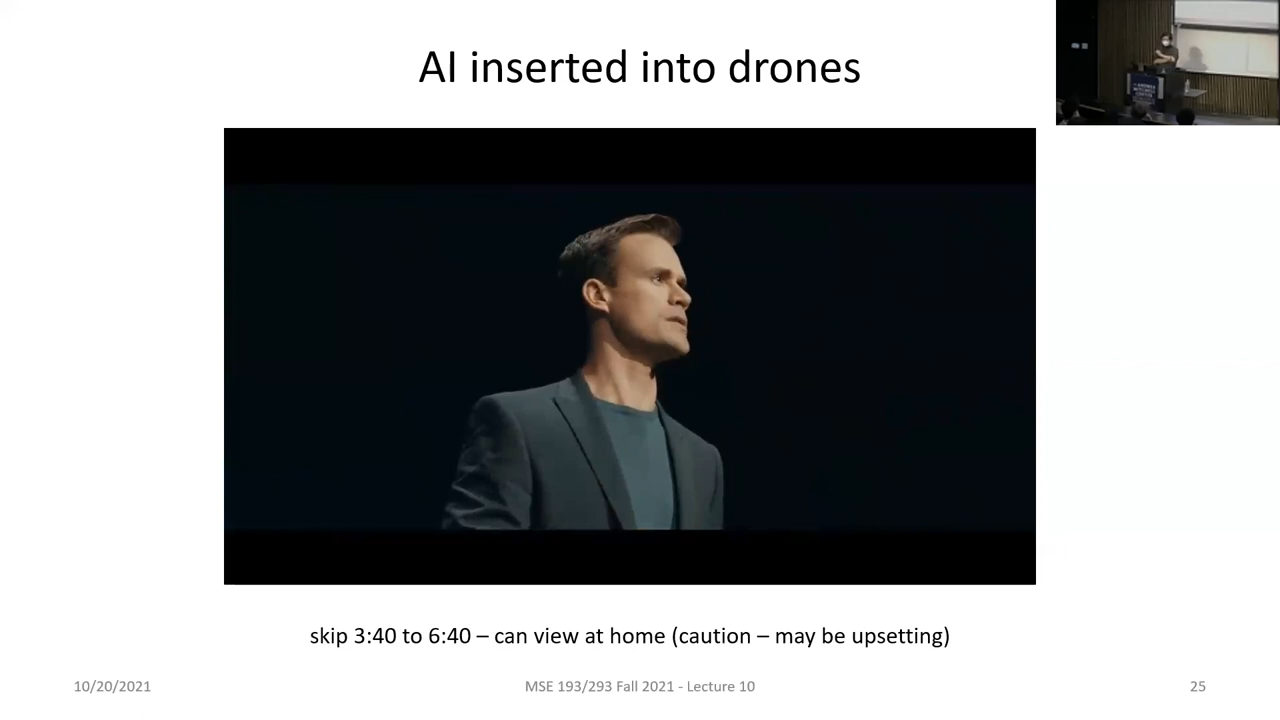 AI inserted into drones
skip 3:40 to 6:40 – can view at home (caution – may be upsetting)
10/20/2021
MSE 193/293 Fall 2021 - Lecture 10
25